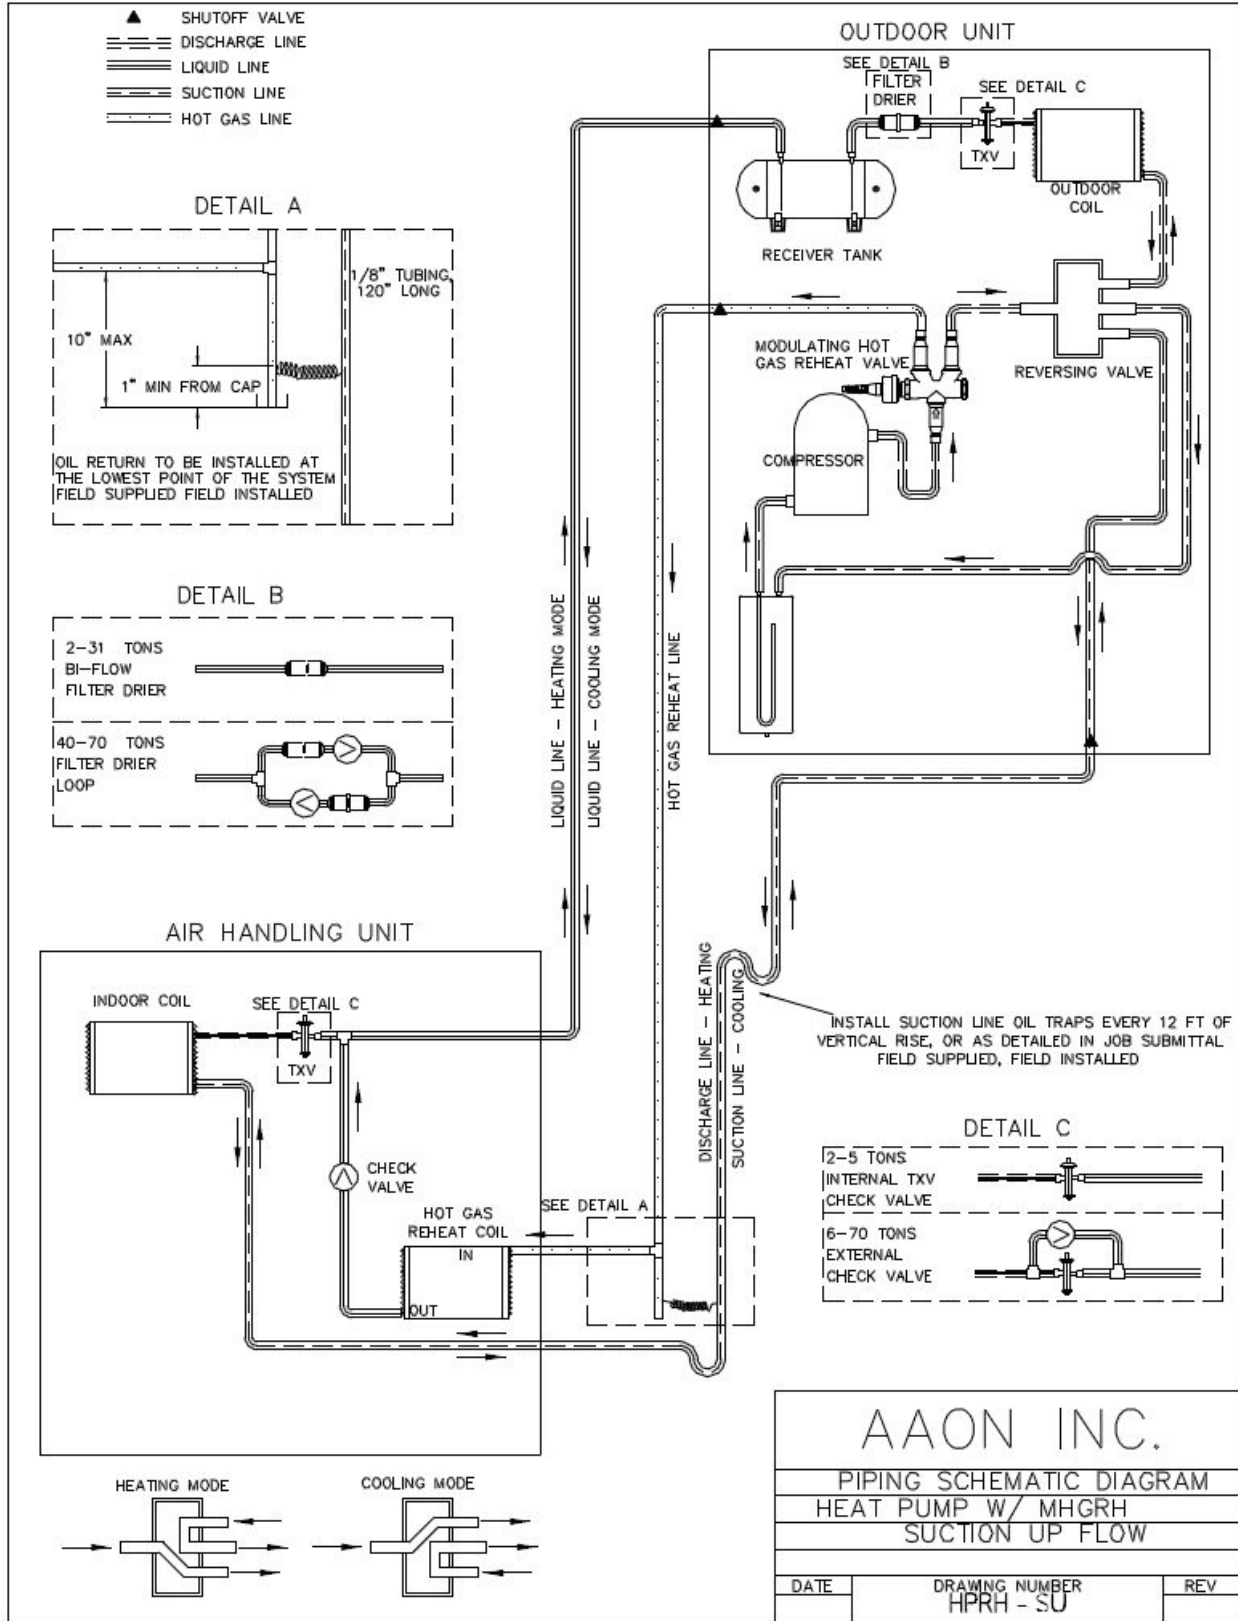 SHUTOFF VALVE
DISCHARGE LINE
LIQUID LINE
SUCTION LINE
HOT GAS LINE
OUTDOOR UNIT
SEE DETAIL B
FILTER
DRIER
SEE DETAIL C
TXV
OUTDOOR
COIL
RECEIVER TANK
MODULATING HOT
GAS REHEAT VALVE
REVERSING VALVE
COMPRESSOR
DETAIL A
1/8" TUBING,
120" LONG
10" MAX
1" MIN FROM CAP
OIL RETURN TO BE INSTALLED AT
THE LOWEST POINT OF THE SYSTEM
FIELD SUPPLIED FIELD INSTALLED
DETAIL B
2-31 TONS
BI-FLOW
FILTER DRIER
40-70 TONS
FILTER DRIER
LOOP
LIQUID LINE - HEATING MODE
LIQUID LINE - COOLING MODE
HOT GAS REHEAT LINE
AIR HANDLING UNIT
INDOOR COIL
SEE DETAIL C
TXV
CHECK
VALVE
HOT GAS
REHEAT COIL
IN
OUT
SEE DETAIL A
DISCHARGE LINE - HEATING
SUCTION LINE - COOLING
INSTALL SUCTION LINE OIL TRAPS EVERY 12 FT OF
VERTICAL RISE, OR AS DETAILED IN JOB SUBMITTAL
FIELD SUPPLIED, FIELD INSTALLED
DETAIL C
2-5 TONS
INTERNAL TXV
CHECK VALVE
6-70 TONS
EXTERNAL
CHECK VALVE
HEATING MODE
COOLING MODE
AAON INC.
PIPING SCHEMATIC DIAGRAM
HEAT PUMP W/ MHGRH
SUCTION UP FLOW
DATE
DRAWING NUMBER
HPRH - SU
REV